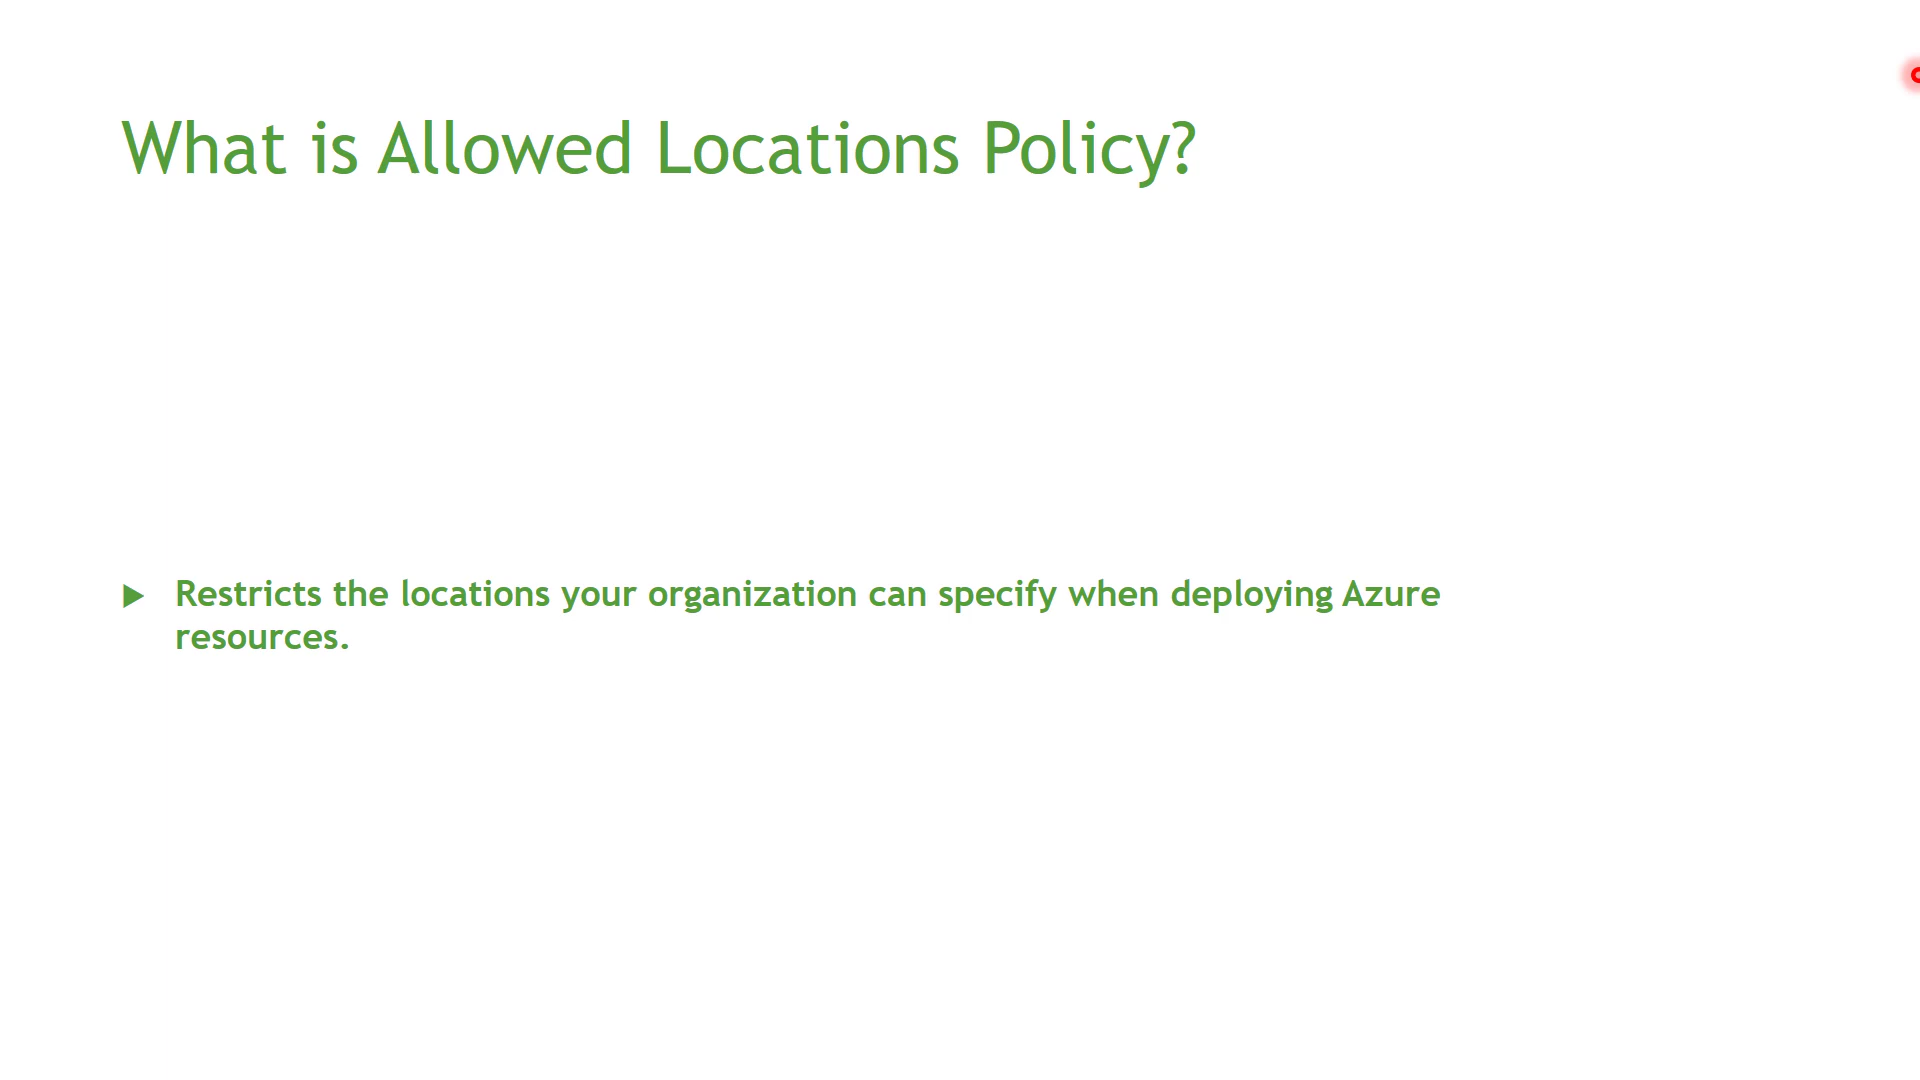 What is Allowed Locations Policy?
Restricts the locations your organization can specify when deploying Azure
resources.